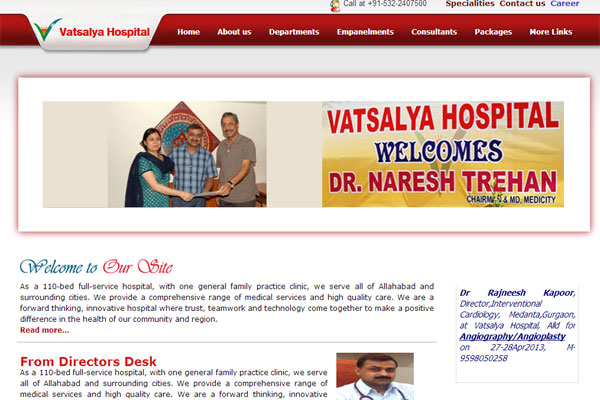 Call at +91-532-2407500
Specialities Contact us Career
Vatsalya Hospital
Home About us Departments Empanelments Consultants Packages More Links
VATSALYA HOSPITAL
WELCOMES
DR. NARESH TREHAN
CHAIRMAN & MD, MEDICITY
Welcome to Our Site
As a 110-bed full-service hospital, with one general family practice clinic, we serve all of Allahabad and
surrounding cities. We provide a comprehensive range of medical services and high quality care. We are a
forward thinking, innovative hospital where trust, teamwork and technology come together to make a positive
difference in the health of our community and region.
Read more...
Dr Rajneesh Kapoor,
Director,Interventional
Cardiology, Medanta,Gurgaon,
at Vatsalya Hospital, Alld for
Angiography/Angioplasty
on 27-28Apr2013, M-
9598050258
From Directors Desk
As a 110-bed full-service hospital, with one general family practice clinic, we serve
all of Allahabad and surrounding cities. We provide a comprehensive range of
medical services and high quality care. We are a forward thinking, innovative